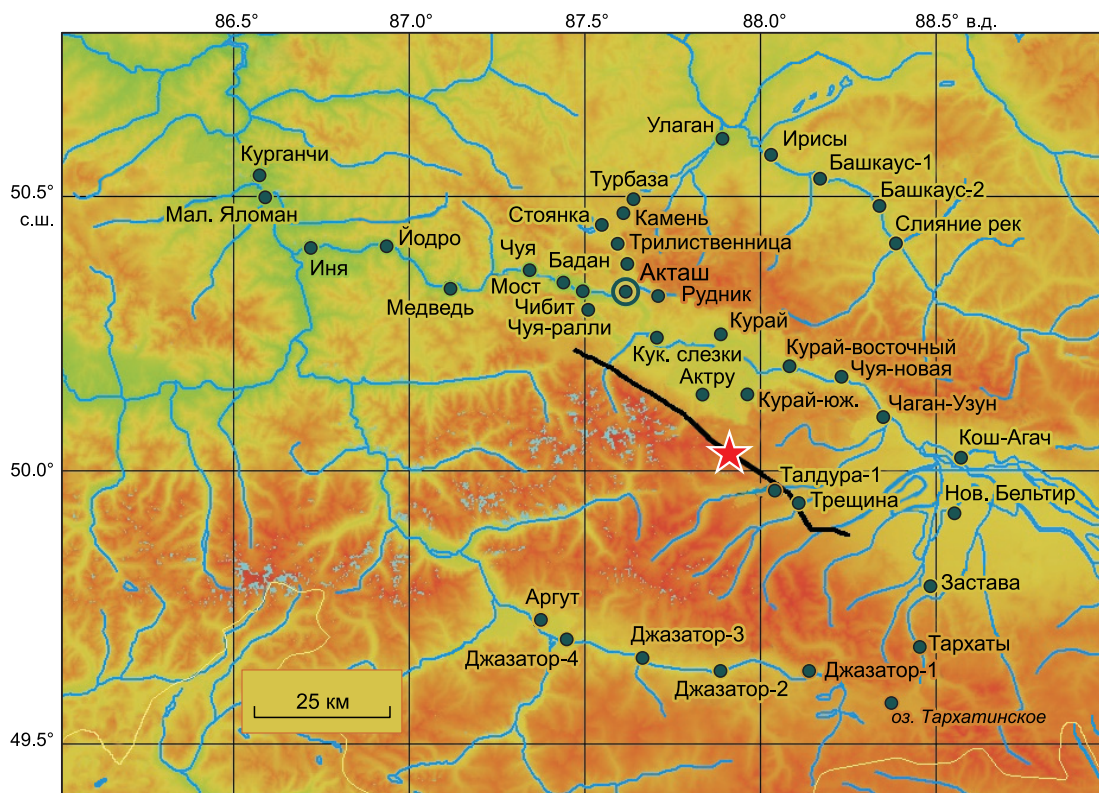 86.5°
87.0°
87.5°
88.0°
88.5° в.д.
Улаган
Ирисы
Курганчи
Башкаус-1
50.5°
с.ш.
Турбаза
Башкаус-2
Мал. Яломан
Стоянка
Камень
Слияние рек
Йодро
Трилиственница
Чуя
Бадан
Иня
Акташ
Мост
Рудник
Медведь
Чибит
Чуя-ралли
Курай
Кук. слезки
Курай-восточный
Актру
Чуя-новая
Курай-юж.
Чаган-Узун
Кош-Агач
50.0°
Талдура-1
Нов. Бельтир
Трещина
Застава
Аргут
Джазатор-3
Тархаты
Джазатор-4
Джазатор-1
Джазатор-2
25 км
оз. Тархатинское
49.5°